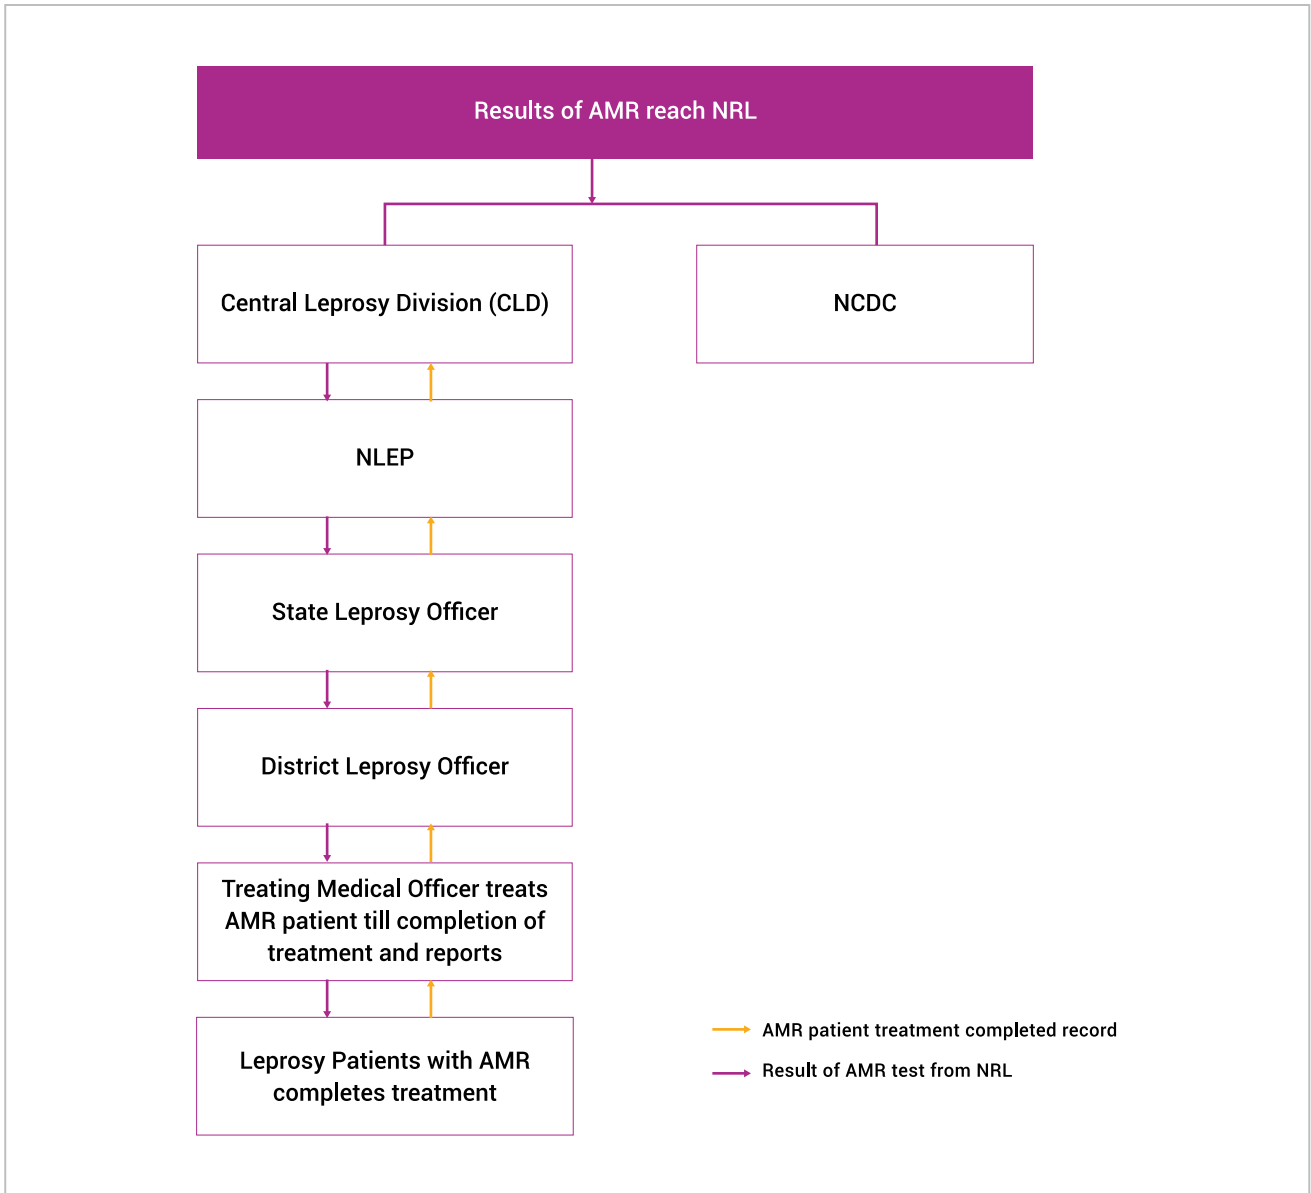 Results of AMR reach NRL
Central Leprosy Division (CLD)
NCDC
NLEP
State Leprosy Officer
District Leprosy Officer
Treating Medical Officer treats
AMR patient till completion of
treatment and reports
Leprosy Patients with AMR
completes treatment
AMR patient treatment completed record
Result of AMR test from NRL